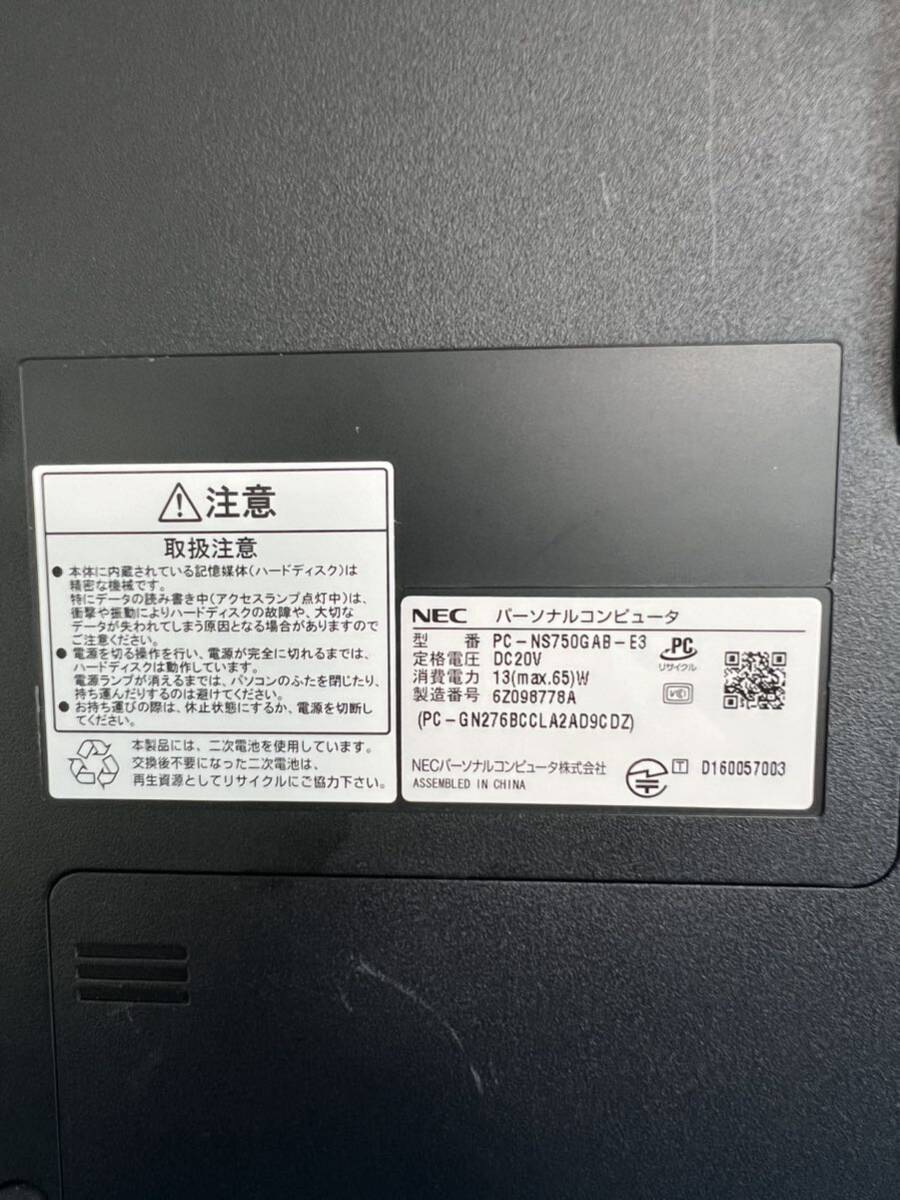 注意
取扱注意
● 本体に内蔵されている記憶媒体(ハードディスク)は
精密な機械です。
特にデータの読み書き中(アクセスランプ点灯中)は、
衝撃や振動によりハードディスクの故障や、大切な
データが失われてしまう原因となる場合がありますので
ご注意ください。
● 電源を切る操作を行い、電源が完全に切れるまでは、
ハードディスクは動作しています。
電源ランプが消えるまでは、パソコンのふたを閉じたり、
持ち運んだりするのは避けてください。
● お持ち運びの際は、休止状態にするか、電源を切断し
てください。
本製品には、二次電池を使用しています。
交換後不要になった二次電池は、
再生資源としてリサイクルにご協力下さい。
NEC パーソナルコンピュータ
型 番 PC-NS750GAB-E3
定格電圧 DC20V
消費電力 13(max.65)W
製造番号 6Z098778A
(PC-GN276BCCLA2AD9CDZ)
PC
リサイクル
NECパーソナルコンピュータ株式会社
ASSEMBLED IN CHINA
T D160057003